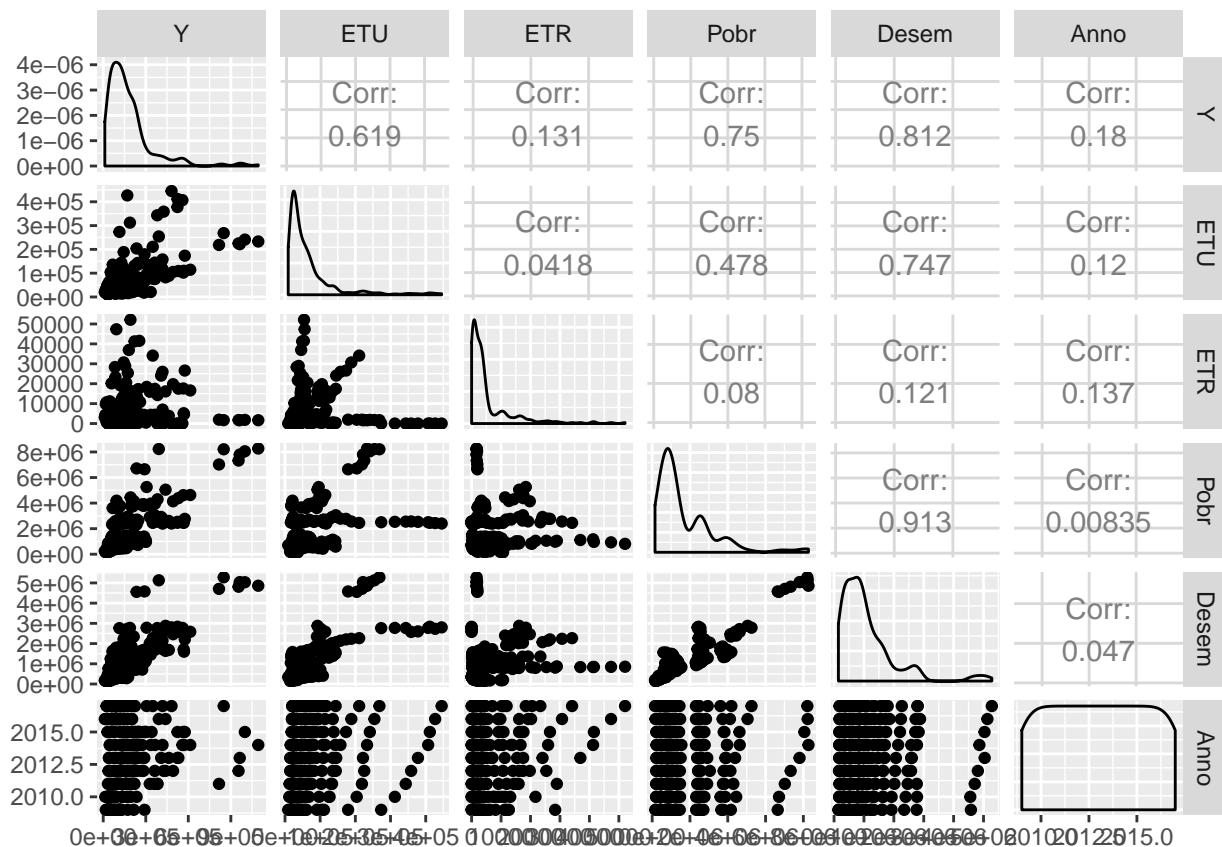 Y ETU ETR Pobr Desem Anno
4e−06
3e−06
2e−06
1e−06
0e+00
Corr:
0.619
Corr:
0.131
Corr:
0.75
Corr:
0.812
Corr:
0.18
Y
4e+05
3e+05
2e+05
1e+05
0e+00
Corr:
0.0418
Corr:
0.478
Corr:
0.747
Corr:
0.12
ETU
50000
40000
30000
20000
10000
0
Corr:
0.08
Corr:
0.121
Corr:
0.137
ETR
8e+06
6e+06
4e+06
2e+06
0e+00
Corr:
0.913
Corr:
0.00835
Pobr
5e+06
4e+06
3e+06
2e+06
1e+06
0e+00
Corr:
0.047
Desem
2015.0
2012.5
2010.0
Anno